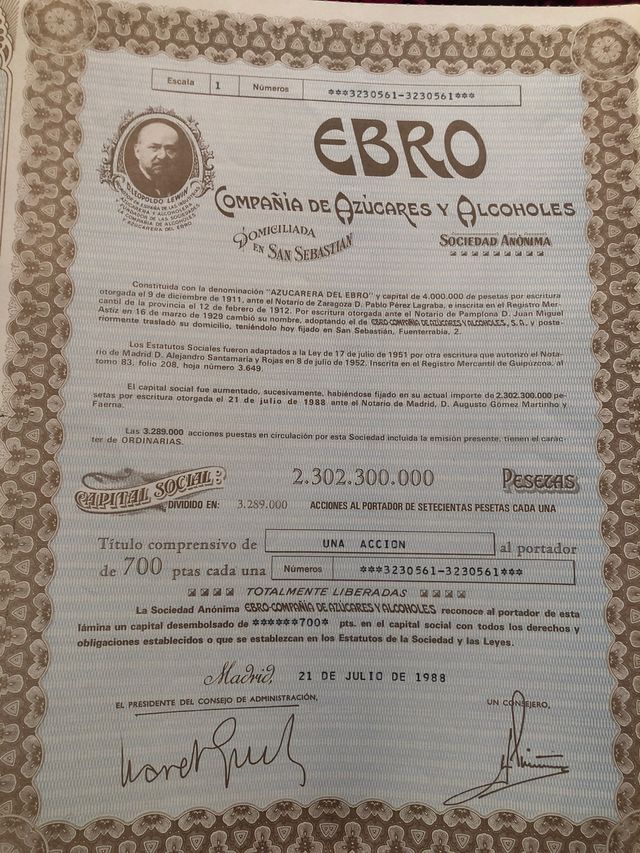 Escala 1 Números ***3230561-3230561***
EBRO
COMPAÑIA DE AZÚCARES Y ALCOHOLES
DOMICILIADA
EN SAN SEBASTIAN
SOCIEDAD ANÓNIMA
LEOPOLDO LEWIN
Constituida con la denominación "AZUCARERA DEL EBRO" y capital de 4.000.000 de pesetas por escritura
otorgada el 9 de diciembre de 1911, ante el Notario de Zaragoza D. Pablo Pérez Lagraba, e inscrita en el Registro Mer-
cantil de la provincia el 12 de febrero de 1912. Por escritura otorgada ante el Notario de Pamplona D. Juan Miguel
Astiz en 16 de marzo de 1929 cambió su nombre, adoptando el de EBRO-COMPAÑIA DE AZUCARES Y ALCOHOLES, S. A. y poste-
riormente trasladó su domicilio, teniéndolo hoy fijado en San Sebastián, Fuenterrabia, 2.
Los Estatutos Sociales fueron adaptados a la Ley de 17 de julio de 1951 por otra escritura que autorizó el Nota-
rio de Madrid D. Alejandro Santamaría y Rojas en 8 de julio de 1952. Inscrita en el Registro Mercantil de Guipúzcoa, al
tomo 83, folio 208, hoja número 3.649.
El capital social fue aumentado, sucesivamente, habiéndose fijado en su actual importe de 2.302.300.000 pe-
setas por escritura otorgada el 21 de julio de 1988 ante el Notario de Madrid, D. Augusto Gómez Martinho y
Faerna.
Las 3.289.000 acciones puestas en circulación por esta Sociedad incluida la emisión presente, tienen el carác-
ter de ORDINARIAS.
CAPITAL SOCIAL: 2.302.300.000 PESETAS
DIVIDIDO EN: 3.289.000 ACCIONES AL PORTADOR DE SETECIENTAS PESETAS CADA UNA
Título comprensivo de UNA ACCION al portador
de 700 ptas cada una Números ***3230561-3230561***
TOTALMENTE LIBERADAS
La Sociedad Anónima EBRO-COMPAÑIA DE AZUCARES Y ALCOHOLES reconoce al portador de esta
lámina un capital desembolsado de ******700* pts. en el capital social con todos los derechos y
obligaciones establecidos o que se establezcan en los Estatutos de la Sociedad y las Leyes.
Madrid, 21 DE JULIO DE 1988
EL PRESIDENTE DEL CONSEJO DE ADMINISTRACIÓN,
UN CONSEJERO,